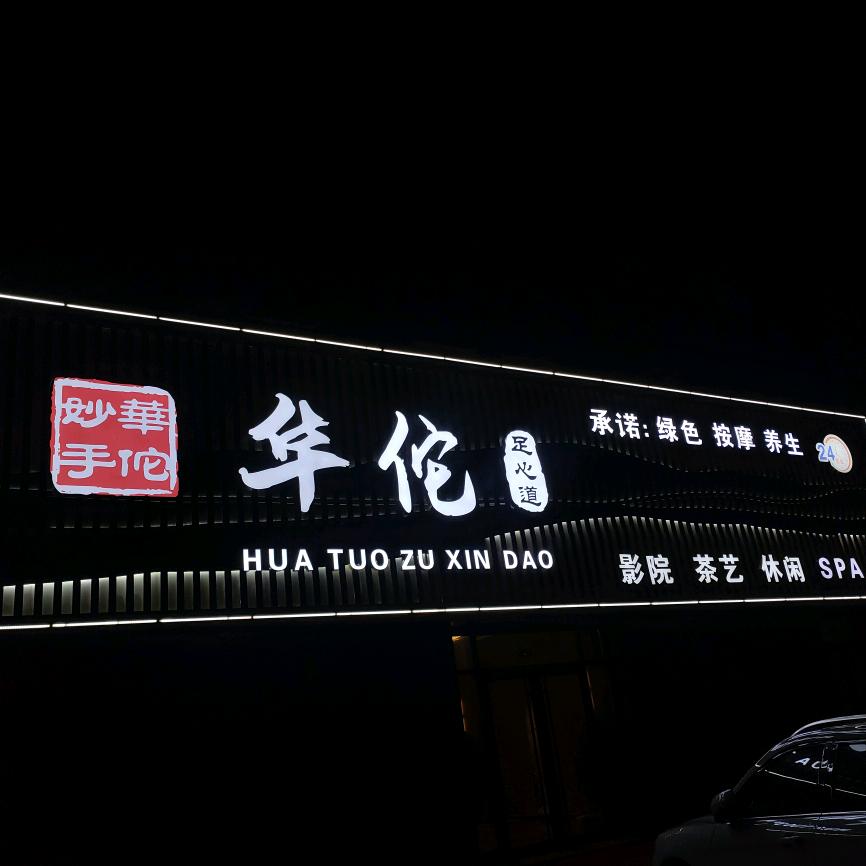 妙手
華佗
华佗
足心道
HUA TUO ZU XIN DAO
承诺: 绿色 按摩 养生
24
影院 茶艺 休闲 SPA